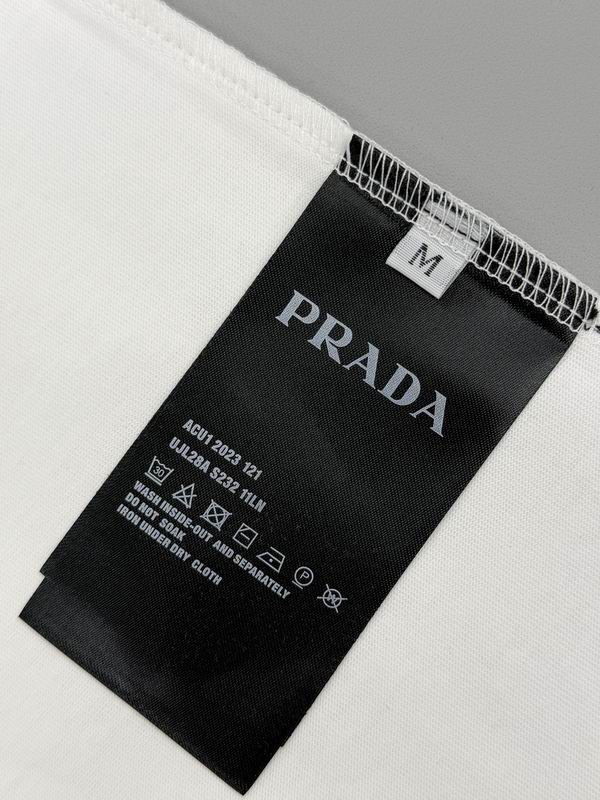 M
PRADA
ACU1 2023 121
UJL28A S232 11LN
30
P
W
WASH INSIDE-OUT AND SEPARATELY
DO NOT SOAK
IRON UNDER DRY CLOTH